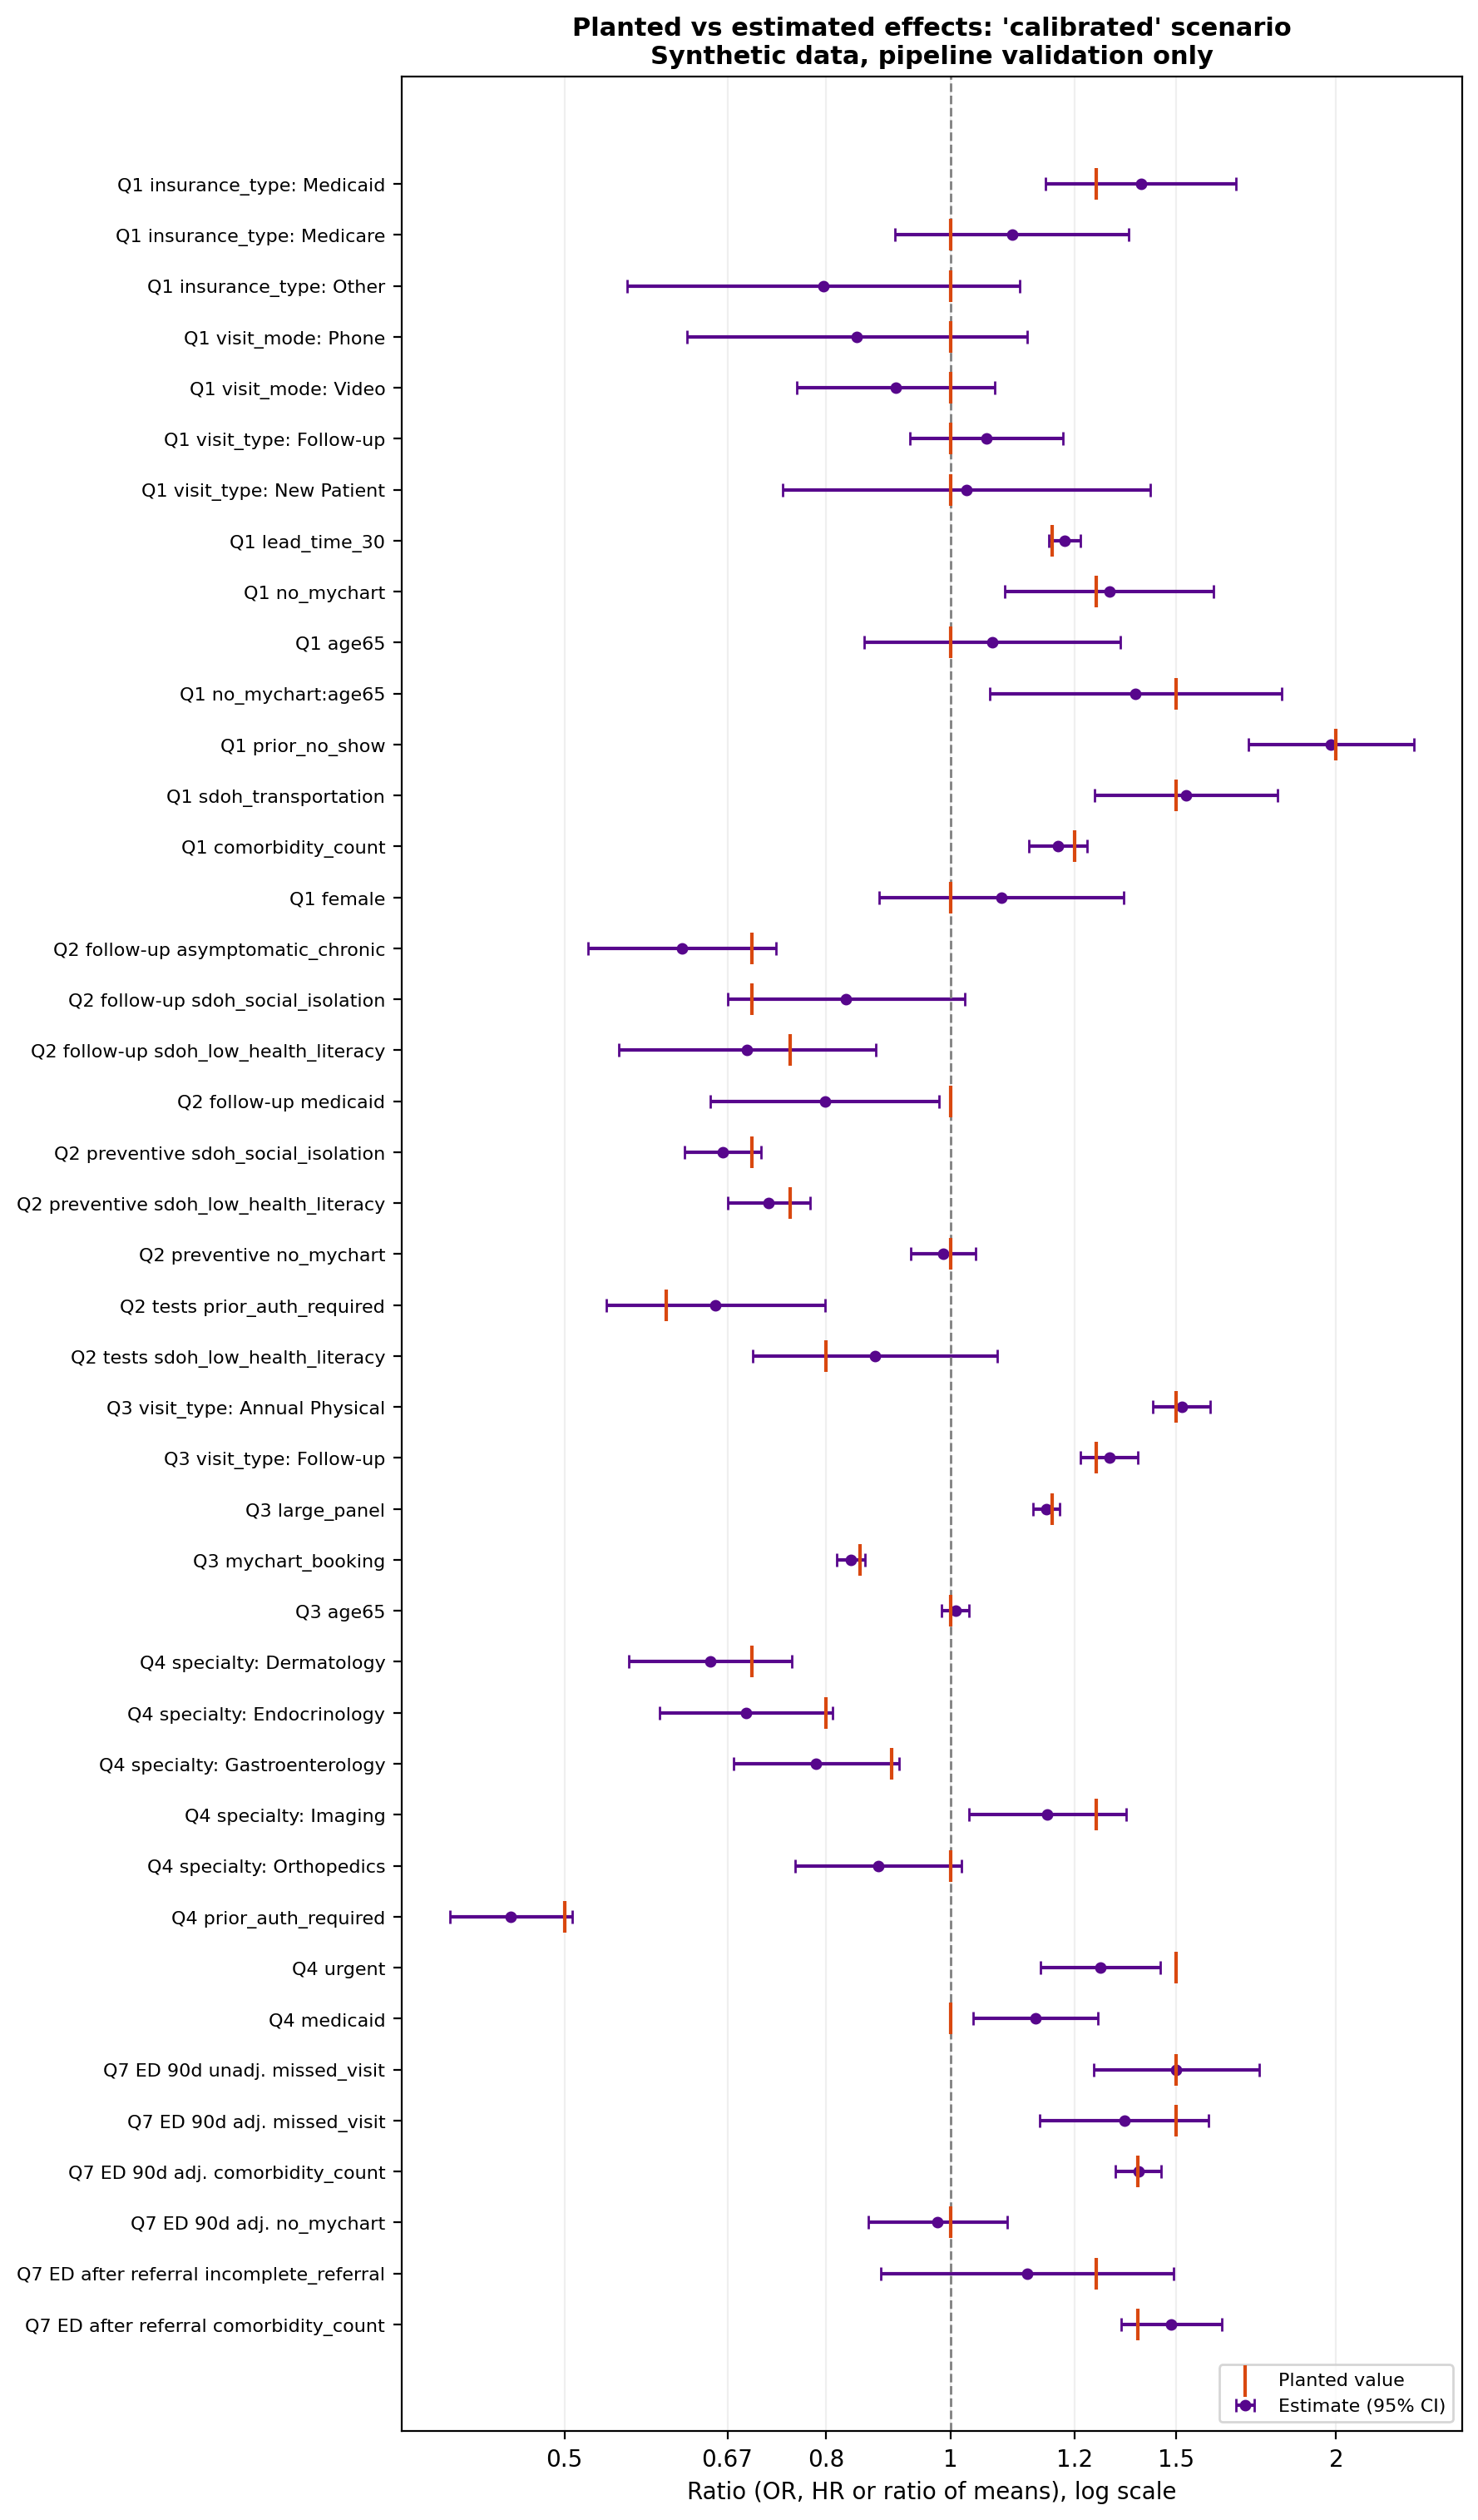 Planted vs estimated effects: 'calibrated' scenario
Synthetic data, pipeline validation only
Q1 insurance_type: Medicaid
Q1 insurance_type: Medicare
Q1 insurance_type: Other
Q1 visit_mode: Phone
Q1 visit_mode: Video
Q1 visit_type: Follow-up
Q1 visit_type: New Patient
Q1 lead_time_30
Q1 no_mychart
Q1 age65
Q1 no_mychart:age65
Q1 prior_no_show
Q1 sdoh_transportation
Q1 comorbidity_count
Q1 female
Q2 follow-up asymptomatic_chronic
Q2 follow-up sdoh_social_isolation
Q2 follow-up sdoh_low_health_literacy
Q2 follow-up medicaid
Q2 preventive sdoh_social_isolation
Q2 preventive sdoh_low_health_literacy
Q2 preventive no_mychart
Q2 tests prior_auth_required
Q2 tests sdoh_low_health_literacy
Q3 visit_type: Annual Physical
Q3 visit_type: Follow-up
Q3 large_panel
Q3 mychart_booking
Q3 age65
Q4 specialty: Dermatology
Q4 specialty: Endocrinology
Q4 specialty: Gastroenterology
Q4 specialty: Imaging
Q4 specialty: Orthopedics
Q4 prior_auth_required
Q4 urgent
Q4 medicaid
Q7 ED 90d unadj. missed_visit
Q7 ED 90d adj. missed_visit
Q7 ED 90d adj. comorbidity_count
Q7 ED 90d adj. no_mychart
Q7 ED after referral incomplete_referral
Q7 ED after referral comorbidity_count
Planted value
Estimate (95% CI)
0.5 0.67 0.8 1 1.2 1.5 2
Ratio (OR, HR or ratio of means), log scale